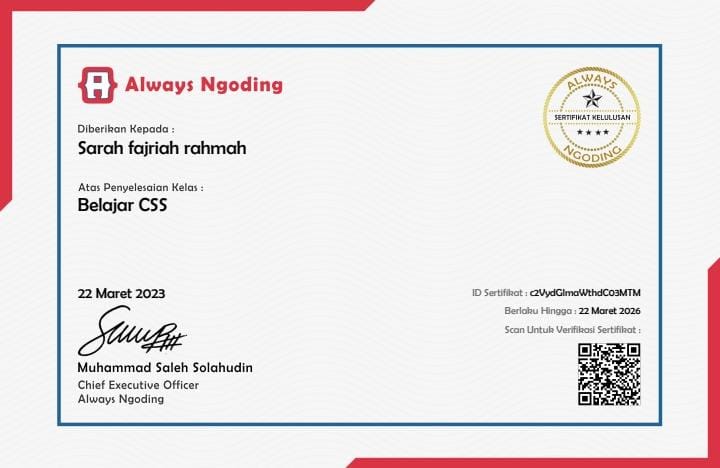 Always Ngoding
ALWAYS
SERTIFIKAT KELULUSAN
NGODING
Diberikan Kepada :
Sarah fajriah rahmah
Atas Penyelesaian Kelas :
Belajar CSS
22 Maret 2023
Muhammad Saleh Solahudin
Chief Executive Officer
Always Ngoding
ID Sertifikat : c2VydGlmaWthdC03MTM
Berlaku Hingga : 22 Maret 2026
Scan Untuk Verifikasi Sertifikat :